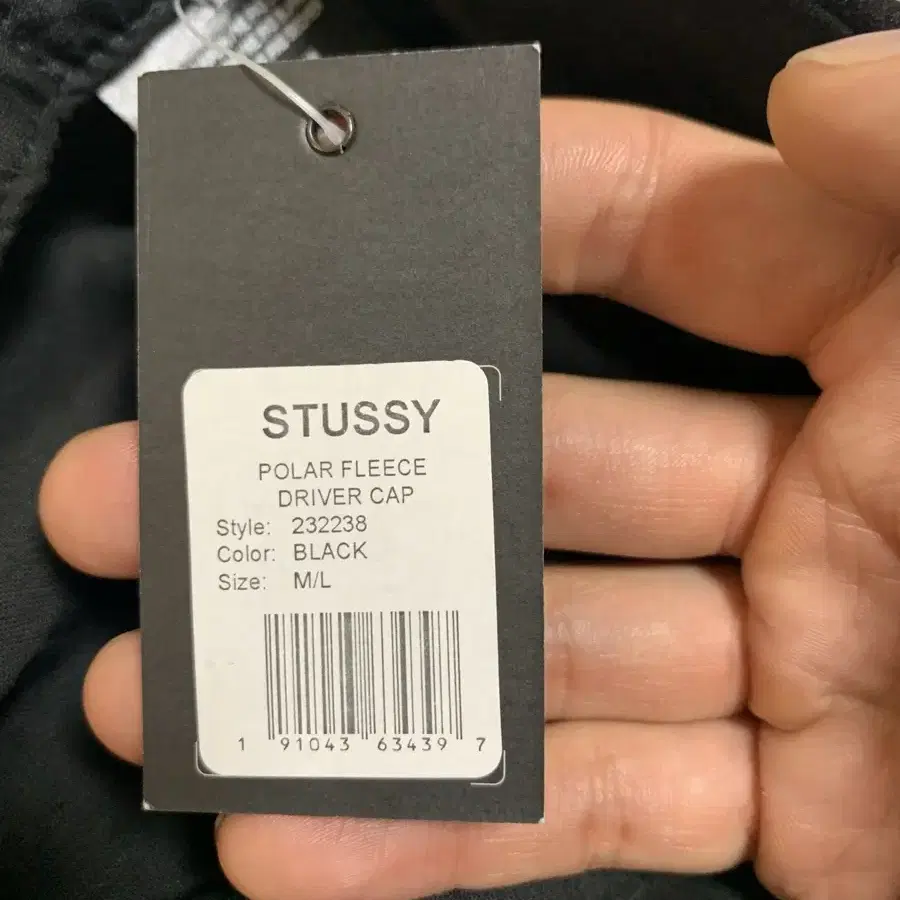 STUSSY
POLAR FLEECE
DRIVER CAP
Style: 232238
Color: BLACK
Size: M/L
1 91043 63439 7